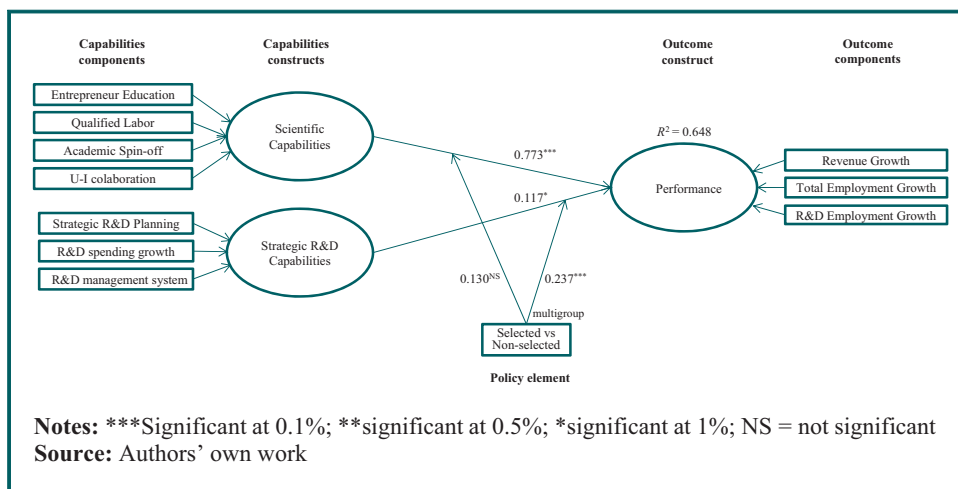 Capabilities
components
Capabilities
constructs
Outcome
construct
Outcome
components
Entrepreneur Education
Qualified Labor
Academic Spin-off
U-I colaboration
Scientific
Capabilities
Strategic R&D Planning
R&D spending growth
R&D management system
Strategic R&D
Capabilities
0.773***
0.117*
0.130NS
0.237***
multigroup
Selected vs
Non-selected
Policy element
R² = 0.648
Performance
Revenue Growth
Total Employment Growth
R&D Employment Growth
Notes: ***Significant at 0.1%; **significant at 0.5%; *significant at 1%; NS = not significant
Source: Authors' own work